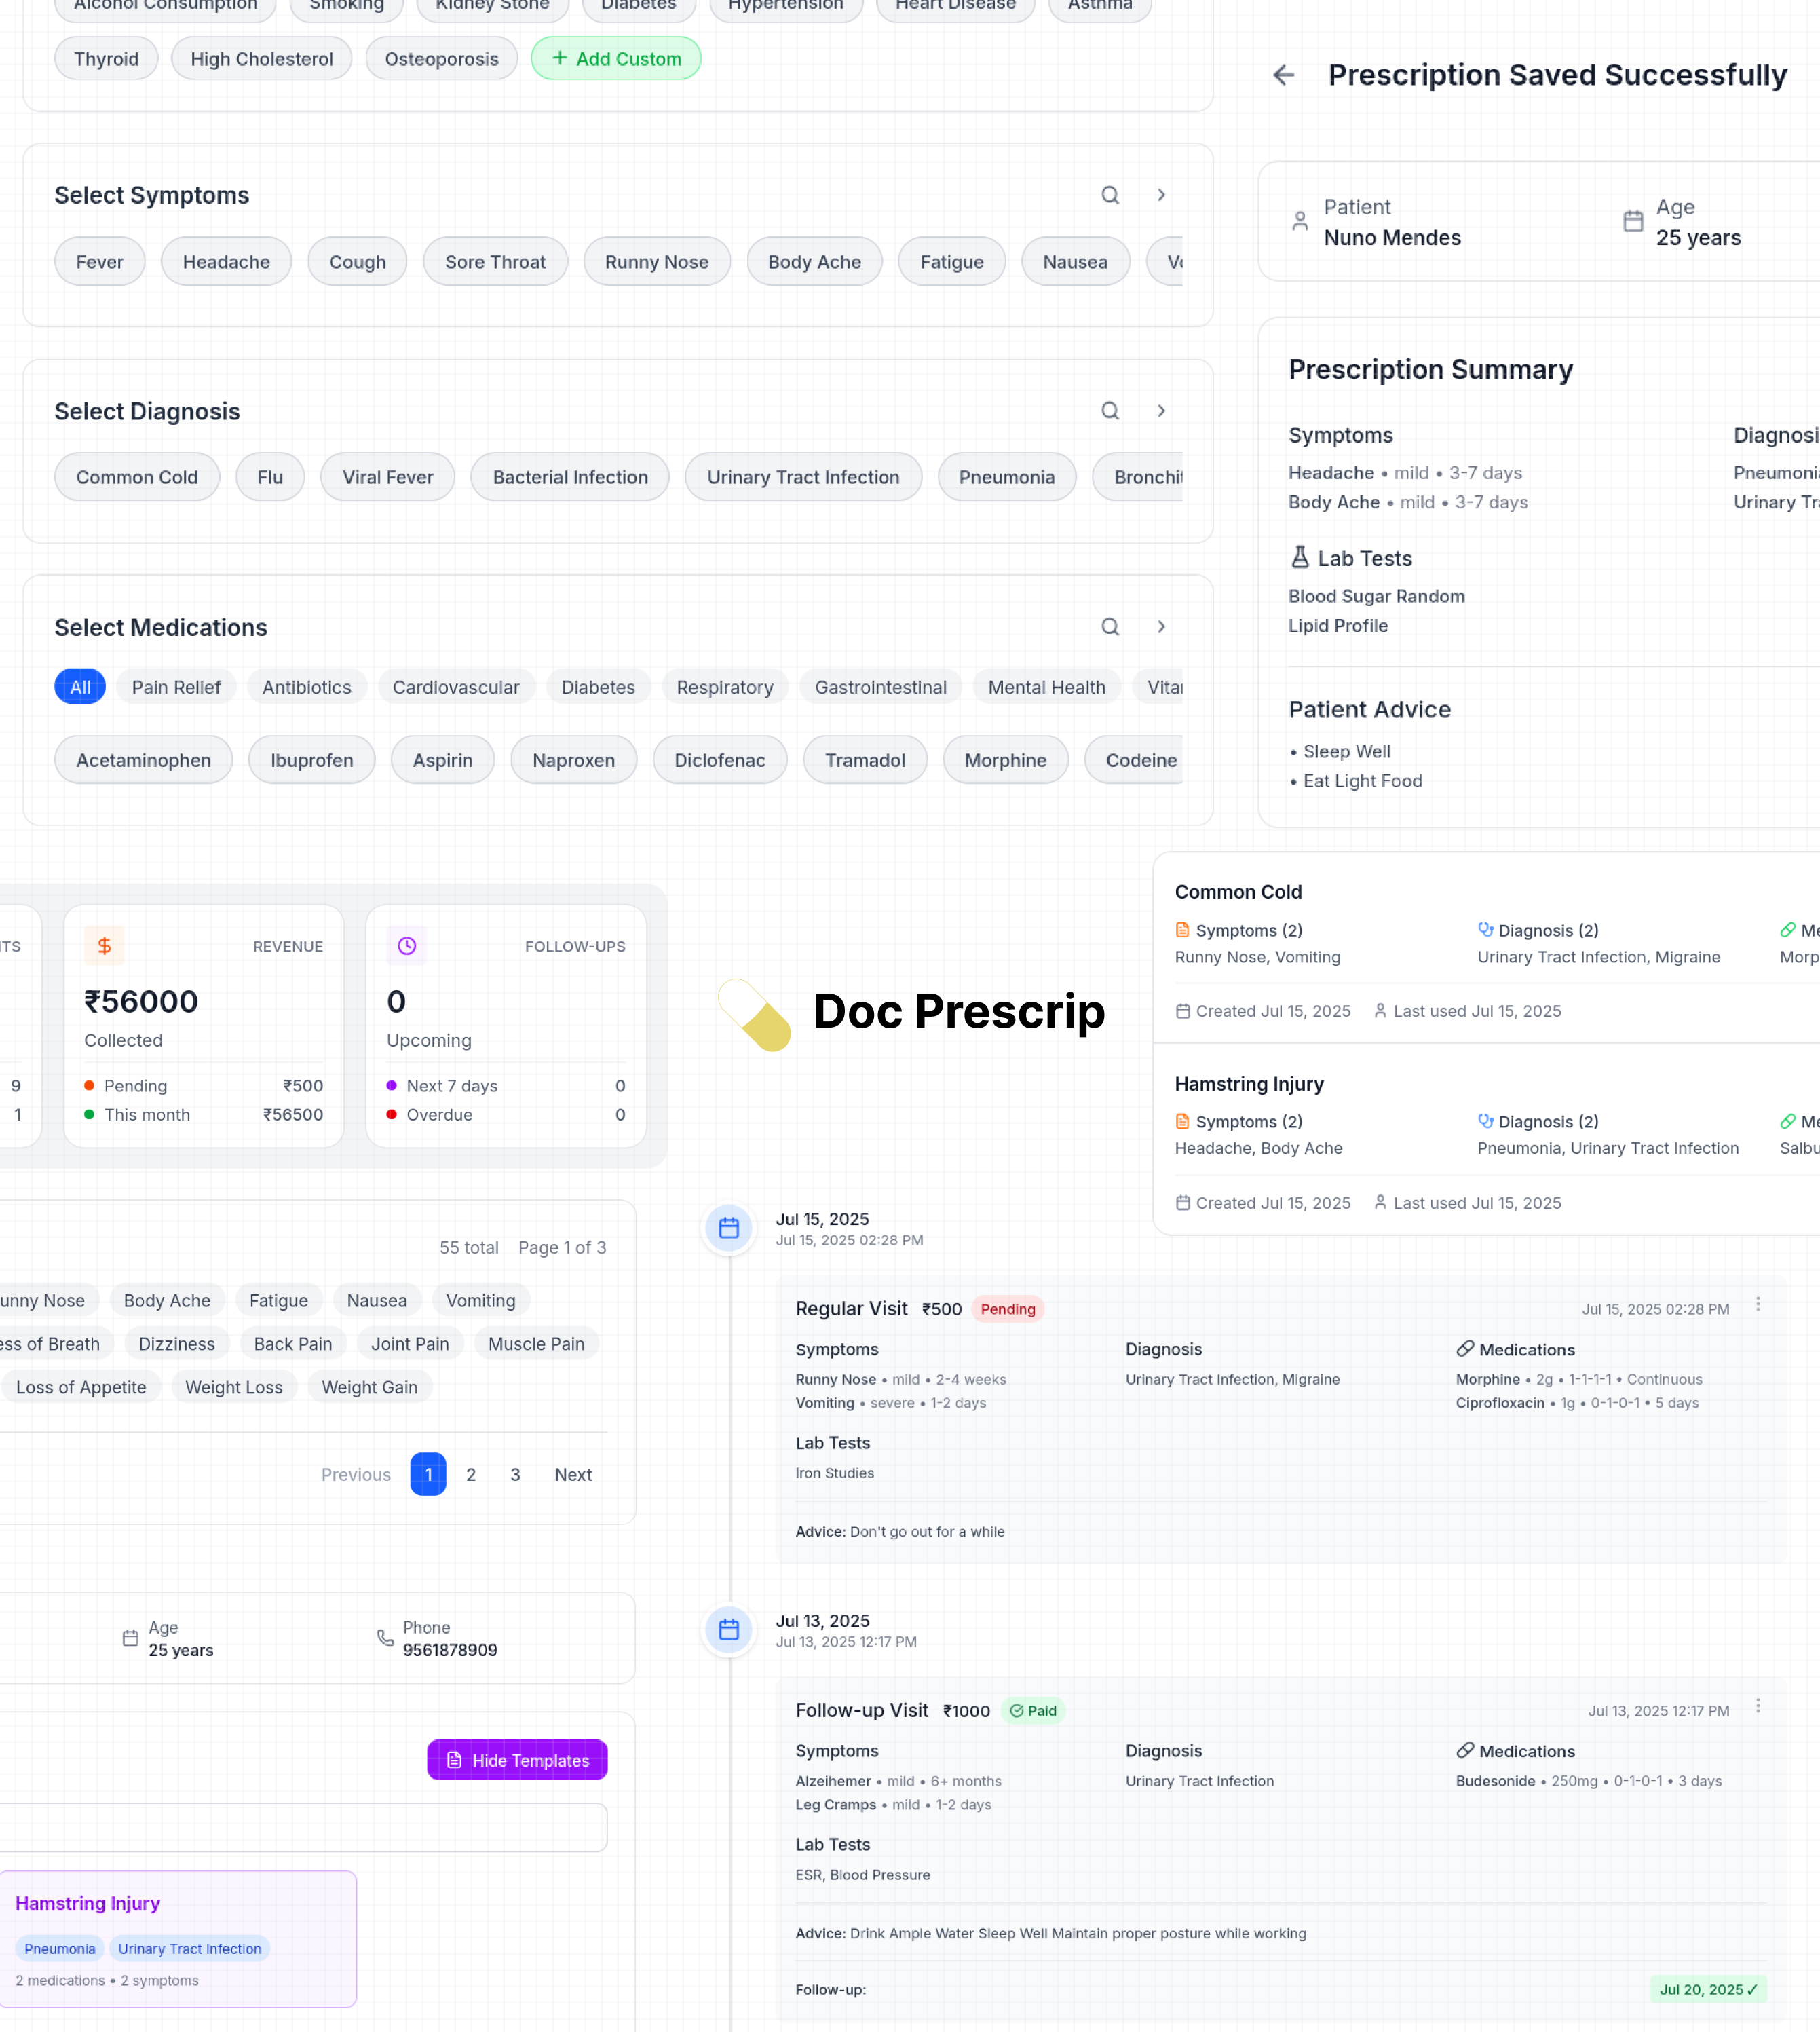 Alcohol Consumption Smoking Kidney Stone Diabetes Hypertension Heart Disease Asthma
Thyroid High Cholesterol Osteoporosis + Add Custom
Select Symptoms
Fever Headache Cough Sore Throat Runny Nose Body Ache Fatigue Nausea
Select Diagnosis
Common Cold Flu Viral Fever Bacterial Infection Urinary Tract Infection Pneumonia Bronchit
Select Medications
All Pain Relief Antibiotics Cardiovascular Diabetes Respiratory Gastrointestinal Mental Health Vita
Acetaminophen Ibuprofen Aspirin Naproxen Diclofenac Tramadol Morphine Codeine
Prescription Saved Successfully
Patient
Nuno Mendes
Age
25 years
Prescription Summary
Symptoms
Headache • mild • 3-7 days
Body Ache • mild • 3-7 days
Diagnosi
Pneumoni
Urinary Tr
Lab Tests
Blood Sugar Random
Lipid Profile
Patient Advice
• Sleep Well
• Eat Light Food
TS
9
1
REVENUE
₹56000
Collected
Pending ₹500
This month ₹56500
FOLLOW-UPS
0
Upcoming
Next 7 days 0
Overdue 0
Doc Prescrip
Common Cold
Symptoms (2) Diagnosis (2) Me
Runny Nose, Vomiting Urinary Tract Infection, Migraine Morp
Created Jul 15, 2025 Last used Jul 15, 2025
Hamstring Injury
Symptoms (2) Diagnosis (2) Me
Headache, Body Ache Pneumonia, Urinary Tract Infection Salbu
Created Jul 15, 2025 Last used Jul 15, 2025
55 total Page 1 of 3
unny Nose Body Ache Fatigue Nausea Vomiting
ess of Breath Dizziness Back Pain Joint Pain Muscle Pain
Loss of Appetite Weight Loss Weight Gain
Previous 1 2 3 Next
Age
25 years
Phone
9561878909
Hide Templates
Hamstring Injury
Pneumonia Urinary Tract Infection
2 medications • 2 symptoms
Jul 15, 2025
Jul 15, 2025 02:28 PM
Regular Visit ₹500 Pending Jul 15, 2025 02:28 PM
Symptoms Diagnosis Medications
Runny Nose • mild • 2-4 weeks Urinary Tract Infection, Migraine Morphine • 2g • 1-1-1-1 • Continuous
Vomiting • severe • 1-2 days Ciprofloxacin • 1g • 0-1-0-1 • 5 days
Lab Tests
Iron Studies
Advice: Don't go out for a while
Jul 13, 2025
Jul 13, 2025 12:17 PM
Follow-up Visit ₹1000 Paid Jul 13, 2025 12:17 PM
Symptoms Diagnosis Medications
Alzeihemer • mild • 6+ months Urinary Tract Infection Budesonide • 250mg • 0-1-0-1 • 3 days
Leg Cramps • mild • 1-2 days
Lab Tests
ESR, Blood Pressure
Advice: Drink Ample Water Sleep Well Maintain proper posture while working
Follow-up: Jul 20, 2025 ✓